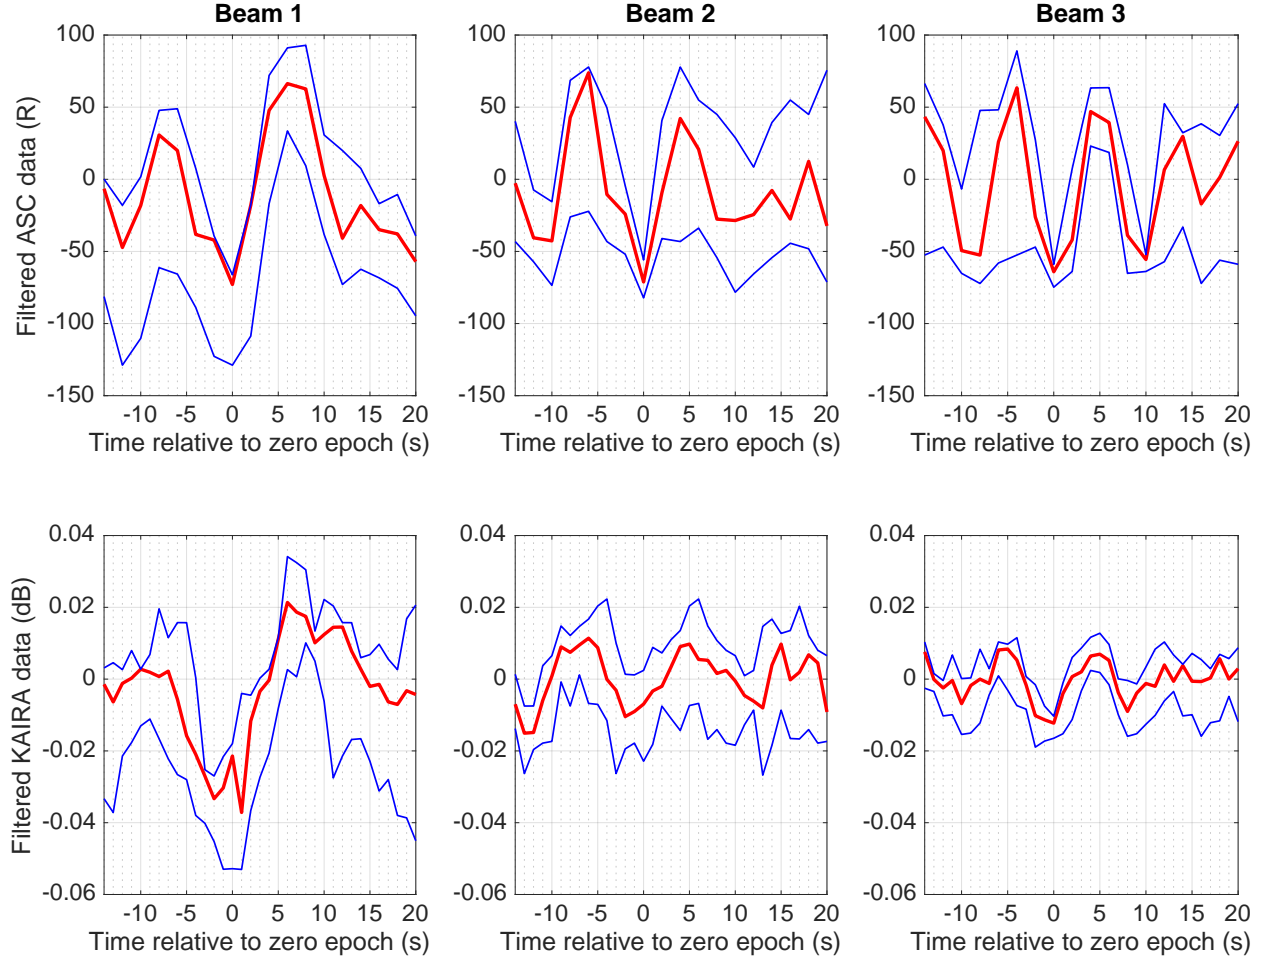 Beam 1 Beam 2 Beam 3
Filtered ASC data (R)
100 100 100
50 50 50
0 0 0
-50 -50 -50
-100 -100 -100
-150 -150 -150
-10 -5 0 5 10 15 20 -10 -5 0 5 10 15 20 -10 -5 0 5 10 15 20
Time relative to zero epoch (s) Time relative to zero epoch (s) Time relative to zero epoch (s)
Filtered KAIRA data (dB)
0.04 0.04 0.04
0.02 0.02 0.02
0 0 0
-0.02 -0.02 -0.02
-0.04 -0.04 -0.04
-0.06 -0.06 -0.06
-10 -5 0 5 10 15 20 -10 -5 0 5 10 15 20 -10 -5 0 5 10 15 20
Time relative to zero epoch (s) Time relative to zero epoch (s) Time relative to zero epoch (s)